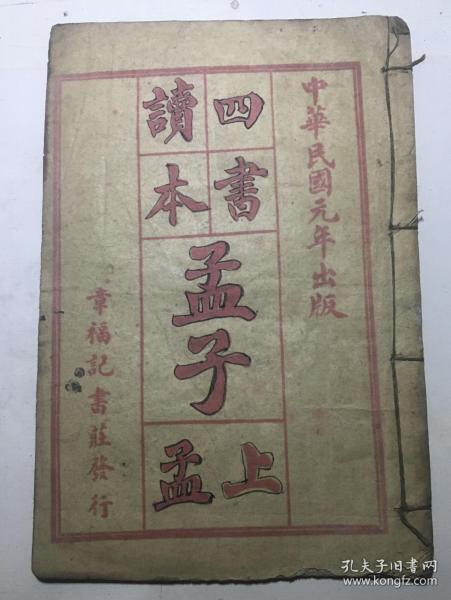 中華民國元年出版
四書
讀本
孟子
上
孟
章福記書莊發行
孔夫子旧书网
www.kongfz.com